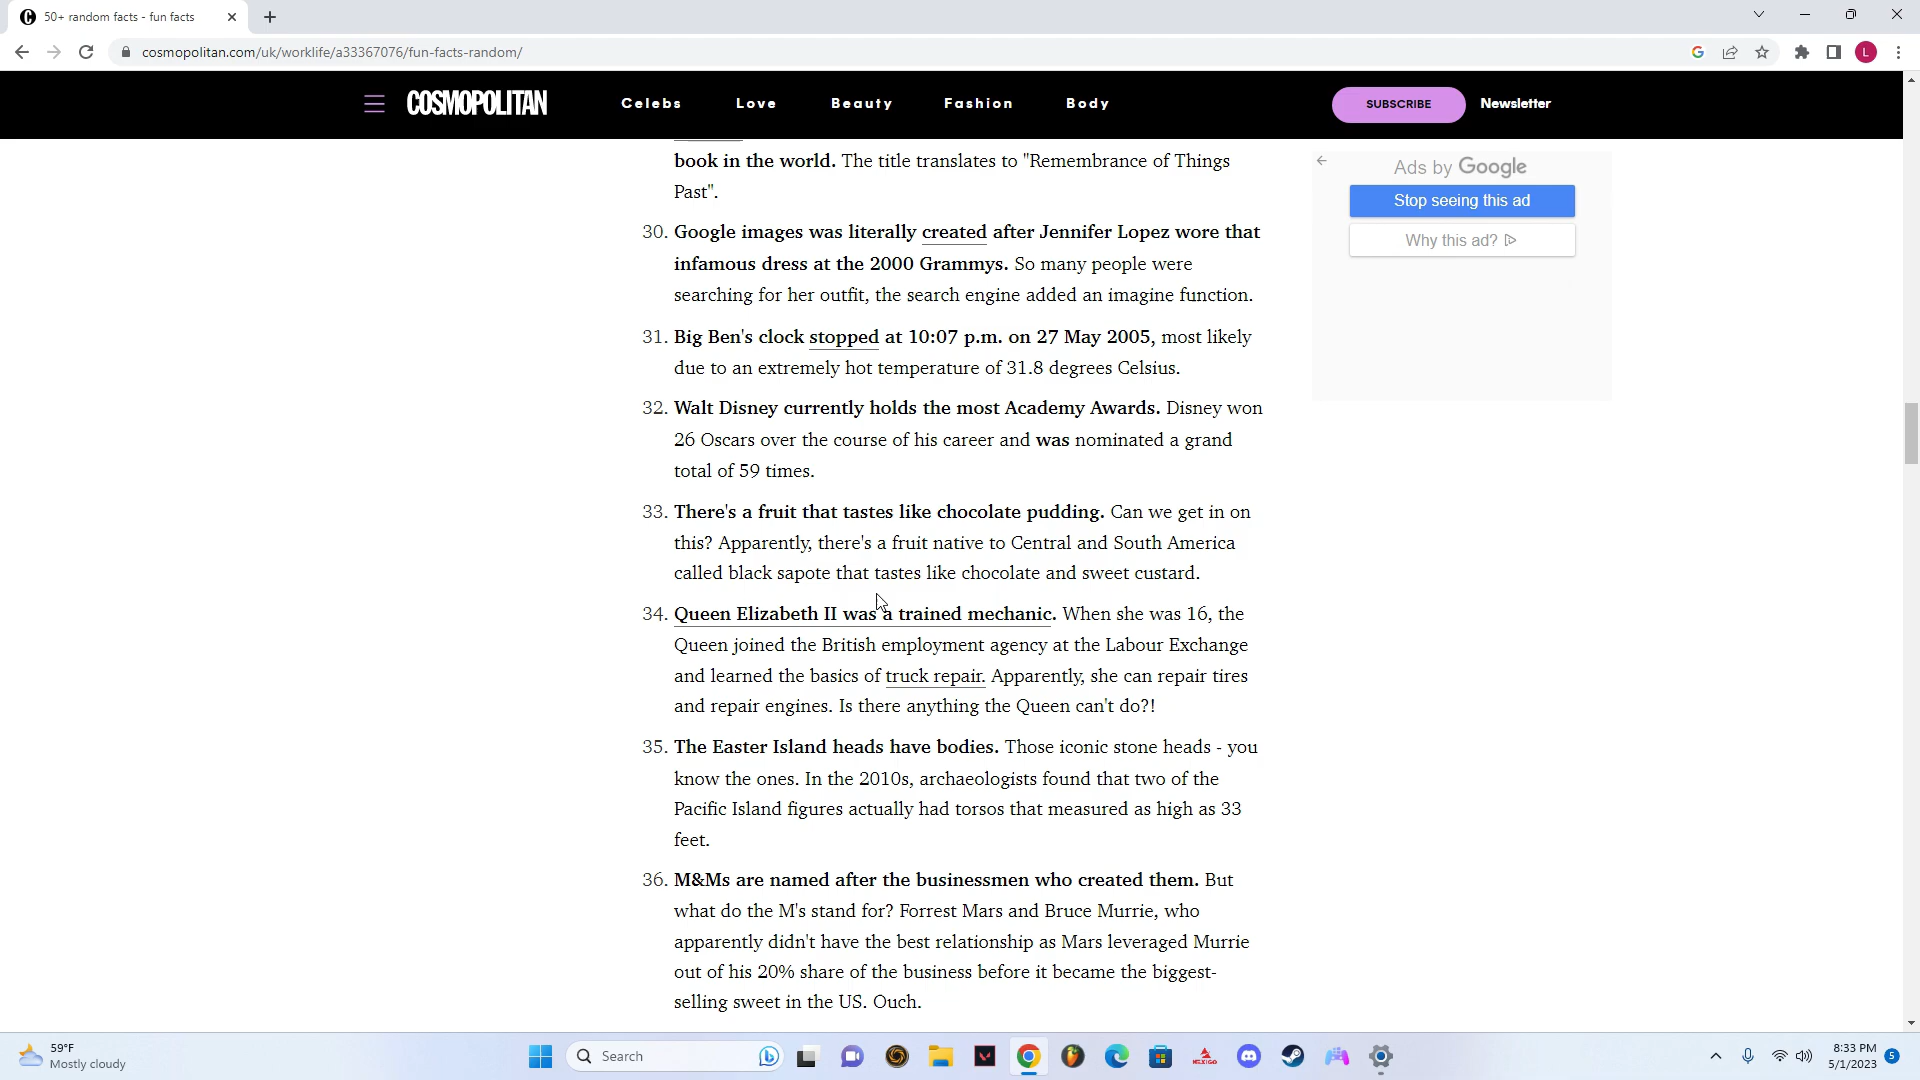 50+ random facts - fun facts
cosmopolitan.com/uk/worklife/a33367076/fun-facts-random/
L
COSMOPOLITAN
Celebs Love Beauty Fashion Body
SUBSCRIBE
Newsletter
book in the world. The title translates to "Remembrance of Things
Past".
30. Google images was literally created after Jennifer Lopez wore that
infamous dress at the 2000 Grammys. So many people were
searching for her outfit, the search engine added an imagine function.
31. Big Ben's clock stopped at 10:07 p.m. on 27 May 2005, most likely
due to an extremely hot temperature of 31.8 degrees Celsius.
32. Walt Disney currently holds the most Academy Awards. Disney won
26 Oscars over the course of his career and was nominated a grand
total of 59 times.
33. There's a fruit that tastes like chocolate pudding. Can we get in on
this? Apparently, there's a fruit native to Central and South America
called black sapote that tastes like chocolate and sweet custard.
34. Queen Elizabeth II was a trained mechanic. When she was 16, the
Queen joined the British employment agency at the Labour Exchange
and learned the basics of truck repair. Apparently, she can repair tires
and repair engines. Is there anything the Queen can't do?!
35. The Easter Island heads have bodies. Those iconic stone heads - you
know the ones. In the 2010s, archaeologists found that two of the
Pacific Island figures actually had torsos that measured as high as 33
feet.
36. M&Ms are named after the businessmen who created them. But
what do the M's stand for? Forrest Mars and Bruce Murrie, who
apparently didn't have the best relationship as Mars leveraged Murrie
out of his 20% share of the business before it became the biggest-
selling sweet in the US. Ouch.
Ads by Google
Stop seeing this ad
Why this ad?
59°F
Mostly cloudy
Search
8:33 PM
5/1/2023
5